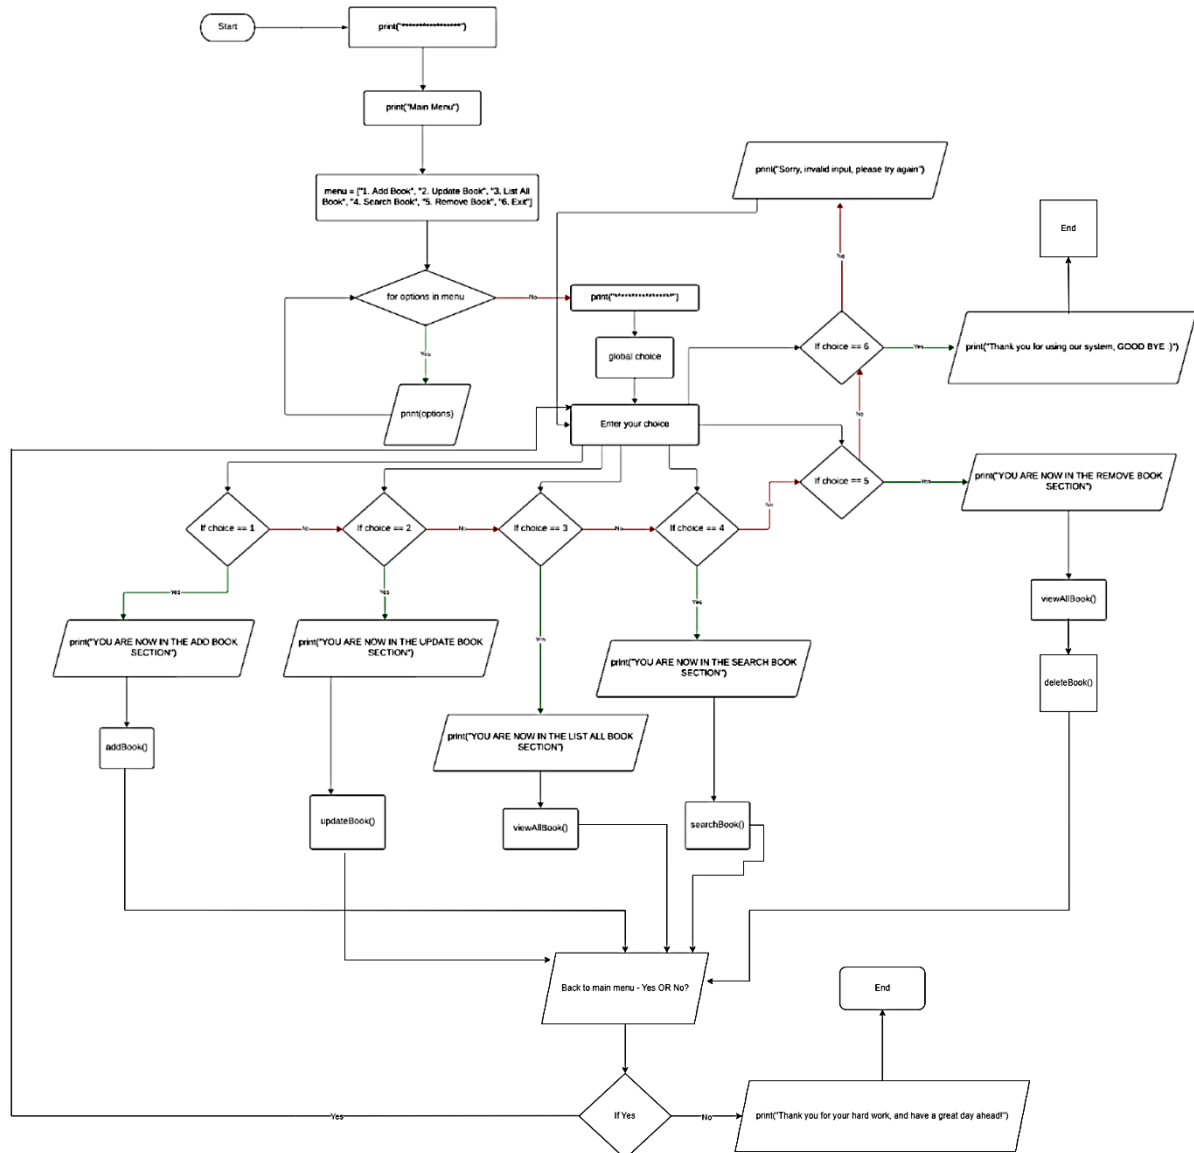 Start
print("*****************")
print("Main Menu")
menu = ["1. Add Book", "2. Update Book", "3. List All
Book", "4. Search Book", "5. Remove Book", "6. Exit"]
for options in menu
No
print("*****************")
Yes
print(options)
global choice
Enter your choice
print("Sorry, invalid input, please try again")
No
End
If choice == 6
Yes
print("Thank you for using our system, GOOD BYE :)")
No
If choice == 5
Yes
print("YOU ARE NOW IN THE REMOVE BOOK
SECTION")
viewAllBook()
deleteBook()
If choice == 1
No
If choice == 2
No
If choice == 3
No
If choice == 4
No
Yes
Yes
Yes
Yes
print("YOU ARE NOW IN THE ADD BOOK
SECTION")
print("YOU ARE NOW IN THE UPDATE BOOK
SECTION")
print("YOU ARE NOW IN THE SEARCH BOOK
SECTION")
print("YOU ARE NOW IN THE LIST ALL BOOK
SECTION")
addBook()
updateBook()
viewAllBook()
searchBook()
Back to main menu - Yes OR No?
End
Yes
If Yes
No
print("Thank you for your hard work, and have a great day ahead!")